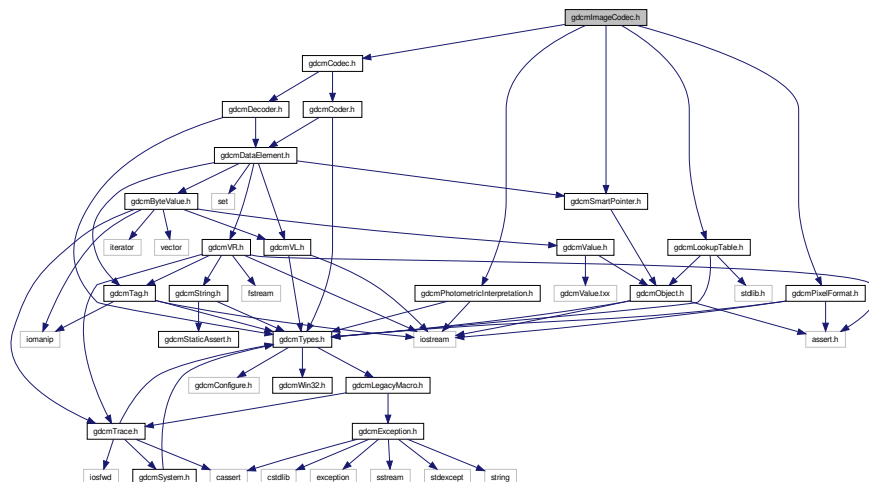 gdcmImageCodec.h
gdcmCodec.h
gdcmDecoder.h
gdcmCoder.h
gdcmDataElement.h
gdcmByteValue.h
set
gdcmSmartPointer.h
iterator
vector
gdcmVR.h
gdcmVL.h
gdcmValue.h
gdcmLookupTable.h
gdcmTag.h
gdcmString.h
fstream
gdcmPhotometricInterpretation.h
gdcmValue.txx
gdcmObject.h
stdlib.h
gdcmPixelFormat.h
iomanip
gdcmStaticAssert.h
gdcmTypes.h
iostream
assert.h
gdcmConfigure.h
gdcmWin32.h
gdcmLegacyMacro.h
gdcmTrace.h
gdcmException.h
iosfwd
gdcmSystem.h
cassert
cstdlib
exception
sstream
stdexcept
string